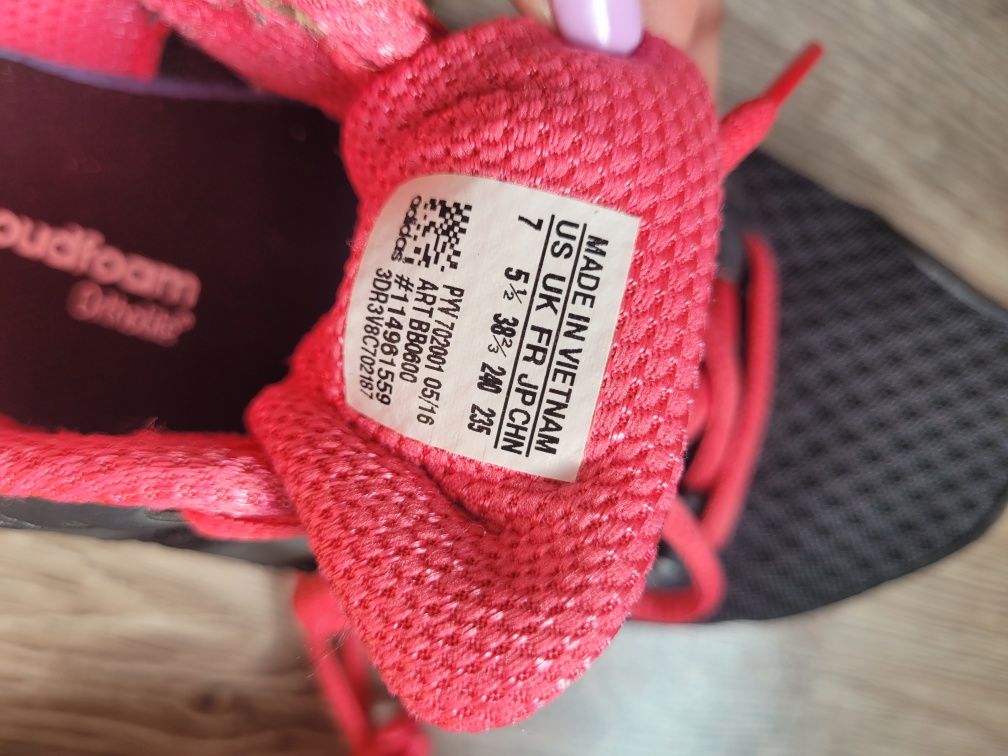 MADE IN VIETNAM
US UK FR JP CHN
7 5½ 38⅔ 240 235
adidas
PYV 702001 05/16
ART BB0600
#114961559
3DR3V8C702187
oudfoam